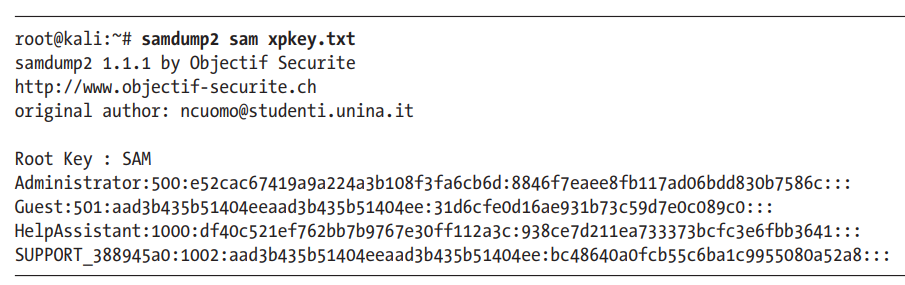 root@kali:~# samdump2 sam xpkey.txt
samdump2 1.1.1 by Objectif Securite
http://www.objectif-securite.ch
original author: ncuomo@studenti.unina.it
Root Key : SAM
Administrator:500:e52cac67419a9a224a3b108f3fa6cb6d:8846f7eaee8fb117ad06bdd830b7586c:::
Guest:501:aad3b435b51404eeaad3b435b51404ee:31d6cfe0d16ae931b73c59d7e0c089c0:::
HelpAssistant:1000:df40c521ef762bb7b9767e30ff112a3c:938ce7d211ea733373bcfc3e6fbb3641:::
SUPPORT_388945a0:1002:aad3b435b51404eeaad3b435b51404ee:bc48640a0fcb55c6ba1c9955080a52a8:::